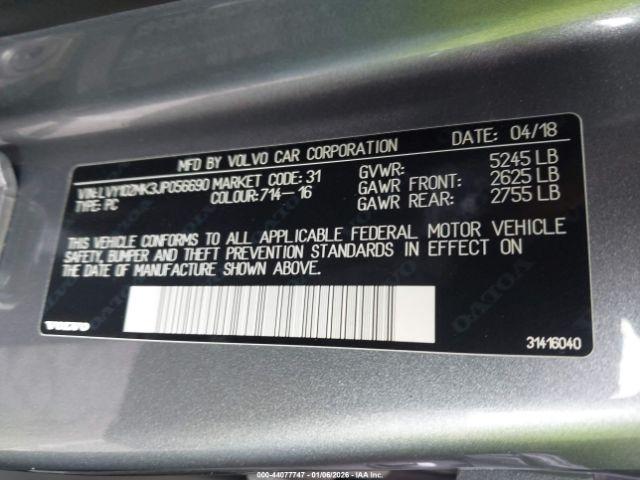 MFD BY VOLVO CAR CORPORATION DATE: 04/18
VIN:LVY102MK3JP056690 MARKET CODE: 31 GVWR: 5245 LB
TYPE: PC COLOUR:714-16 GAWR FRONT: 2625 LB
GAWR REAR: 2755 LB
THIS VEHICLE CONFORMS TO ALL APPLICABLE FEDERAL MOTOR VEHICLE
SAFETY, BUMPER AND THEFT PREVENTION STANDARDS IN EFFECT ON
THE DATE OF MANUFACTURE SHOWN ABOVE.
VOLVO
31416040
000-44077747 - 01/06/2026 - IAAI.COM